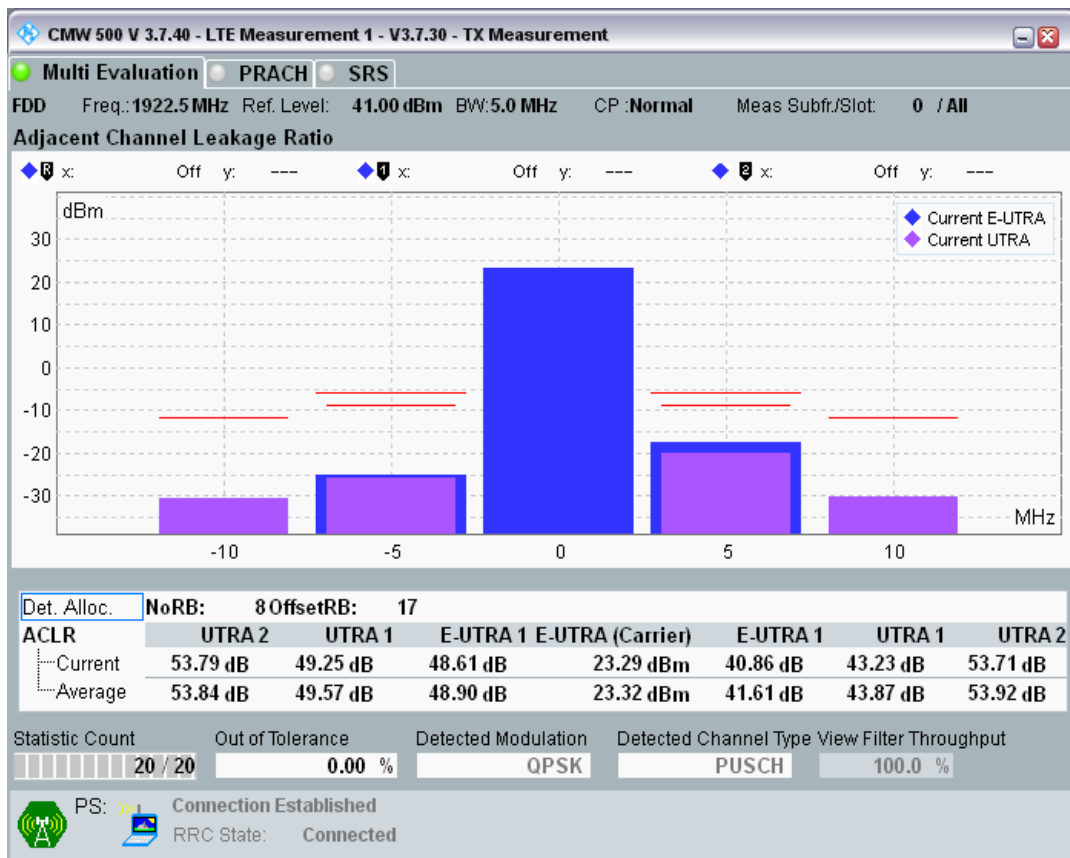 CMW 500 V 3.7.40 - LTE Measurement 1 - V3.7.30 - TX Measurement
Multi Evaluation PRACH SRS
FDD Freq.: 1922.5 MHz Ref. Level: 41.00 dBm BW: 5.0 MHz CP :Normal Meas Subfr./Slot: 0 / All
Adjacent Channel Leakage Ratio
R x: Off y: --- 1 x: Off y: --- 2 x: Off y: ---
dBm
Current E-UTRA
Current UTRA
30
20
10
0
-10
-20
-30
MHz
-10 -5 0 5 10
Det. Alloc. NoRB: 8 OffsetRB: 17
ACLR UTRA 2 UTRA 1 E-UTRA 1 E-UTRA (Carrier) E-UTRA 1 UTRA 1 UTRA 2
Current 53.79 dB 49.25 dB 48.61 dB 23.29 dBm 40.86 dB 43.23 dB 53.71 dB
Average 53.84 dB 49.57 dB 48.90 dB 23.32 dBm 41.61 dB 43.87 dB 53.92 dB
Statistic Count Out of Tolerance Detected Modulation Detected Channel Type View Filter Throughput
20 / 20 0.00 % QPSK PUSCH 100.0 %
PS: Connection Established
RRC State: Connected